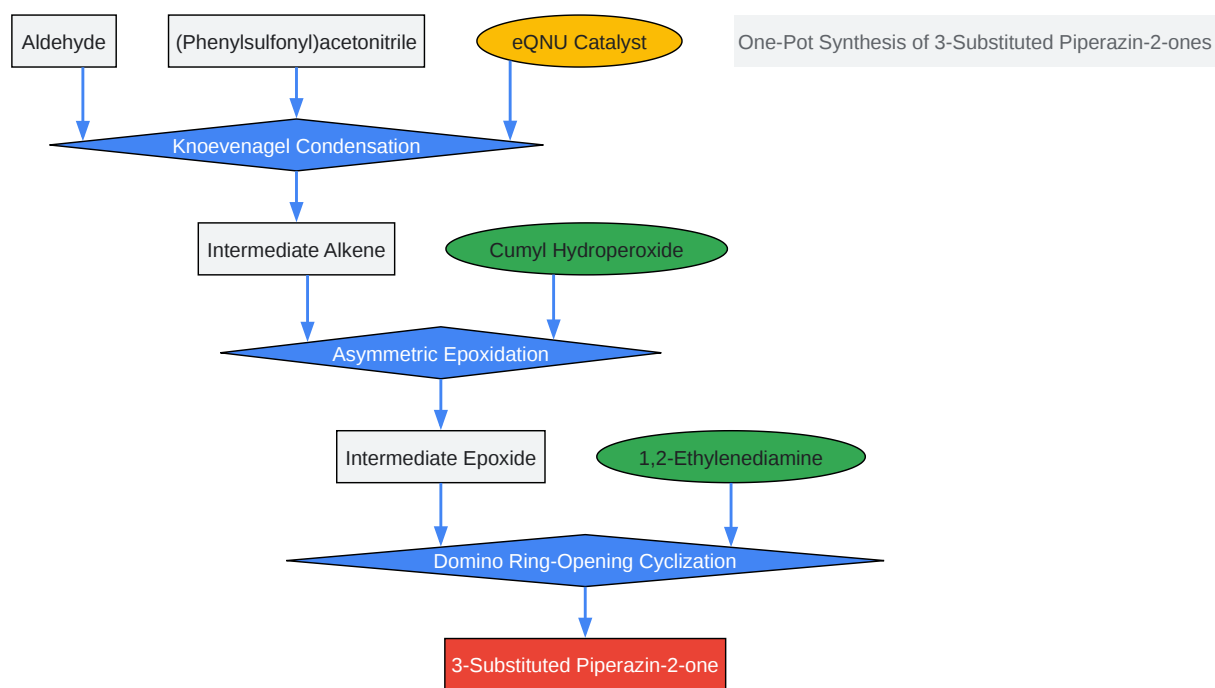 Aldehyde
(Phenylsulfonyl)acetonitrile
eQNU Catalyst
One-Pot Synthesis of 3-Substituted Piperazin-2-ones
Knoevenagel Condensation
Intermediate Alkene
Cumyl Hydroperoxide
Asymmetric Epoxidation
Intermediate Epoxide
1,2-Ethylenediamine
Domino Ring-Opening Cyclization
3-Substituted Piperazin-2-one